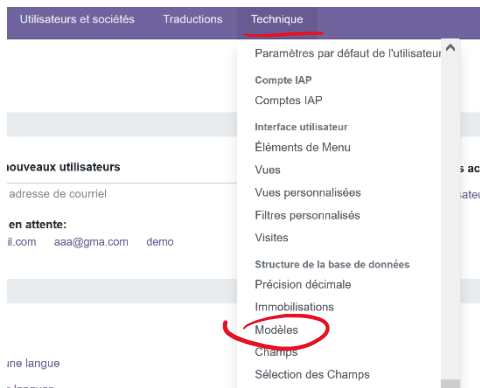 Utilisateurs et sociétés Traductions Technique
Paramètres par défaut de l'utilisateur
Compte IAP
Comptes IAP
Interface utilisateur
Éléments de Menu
nouveaux utilisateurs
Vues
adresse de courriel
Vues personnalisées
Filtres personnalisés
en attente:
il.com aaa@gma.com demo
Visites
Structure de la base de données
Précision décimale
Immobilisations
Modèles
Champs
une langue
Sélection des Champs